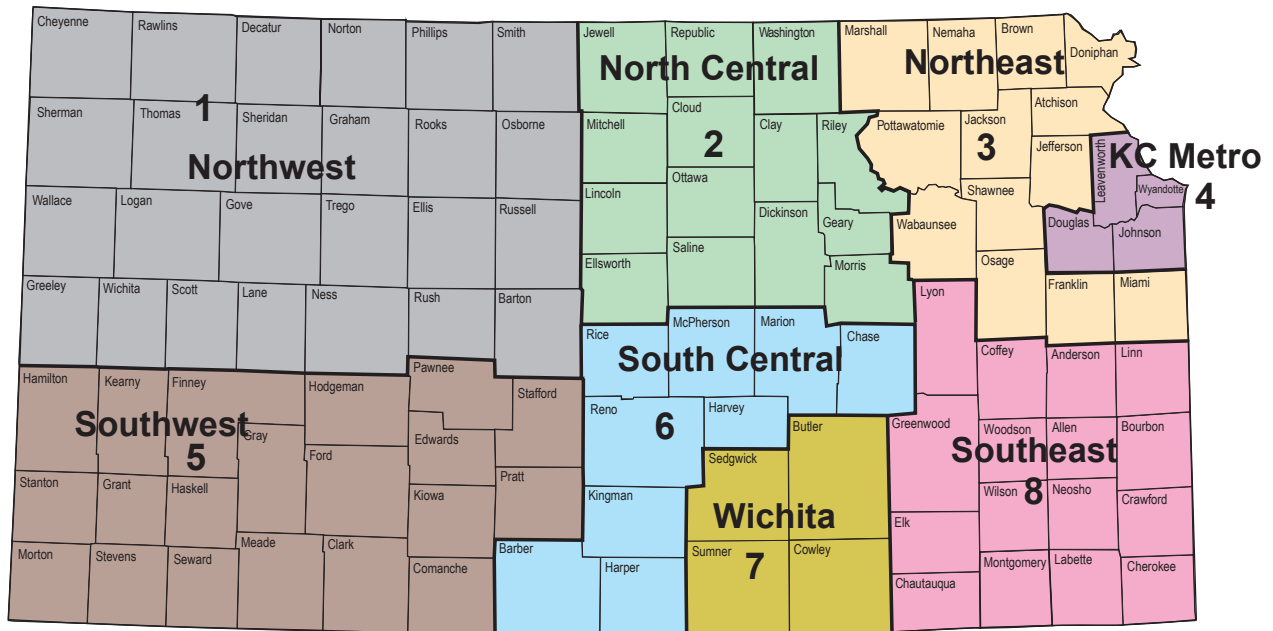 Cheyenne
Rawlins
Decatur
Norton
Phillips
Smith
Jewell
Republic
Washington
Marshall
Nemaha
Brown
Doniphan
North Central
Northeast
Sherman
Thomas
1
Sheridan
Graham
Rooks
Osborne
Mitchell
Cloud
2
Clay
Riley
Pottawatomie
Jackson
3
Atchison
Jefferson
Leavenworth
KC Metro
4
Wyandotte
Northwest
Wallace
Logan
Gove
Trego
Ellis
Russell
Lincoln
Ottawa
Dickinson
Geary
Wabaunsee
Shawnee
Douglas
Johnson
Greeley
Wichita
Scott
Lane
Ness
Rush
Barton
Ellsworth
Saline
Morris
Lyon
Osage
Franklin
Miami
Rice
McPherson
Marion
Chase
South Central
6
Coffey
Anderson
Linn
Hamilton
Kearny
Finney
Hodgeman
Pawnee
Stafford
Southwest
5
Gray
Ford
Edwards
Reno
Harvey
Butler
Greenwood
Woodson
Allen
Bourbon
Southeast
8
Stanton
Grant
Haskell
Kiowa
Pratt
Kingman
Sedgwick
Wichita
7
Elk
Wilson
Neosho
Crawford
Morton
Stevens
Seward
Meade
Clark
Comanche
Barber
Harper
Sumner
Cowley
Chautauqua
Montgomery
Labette
Cherokee